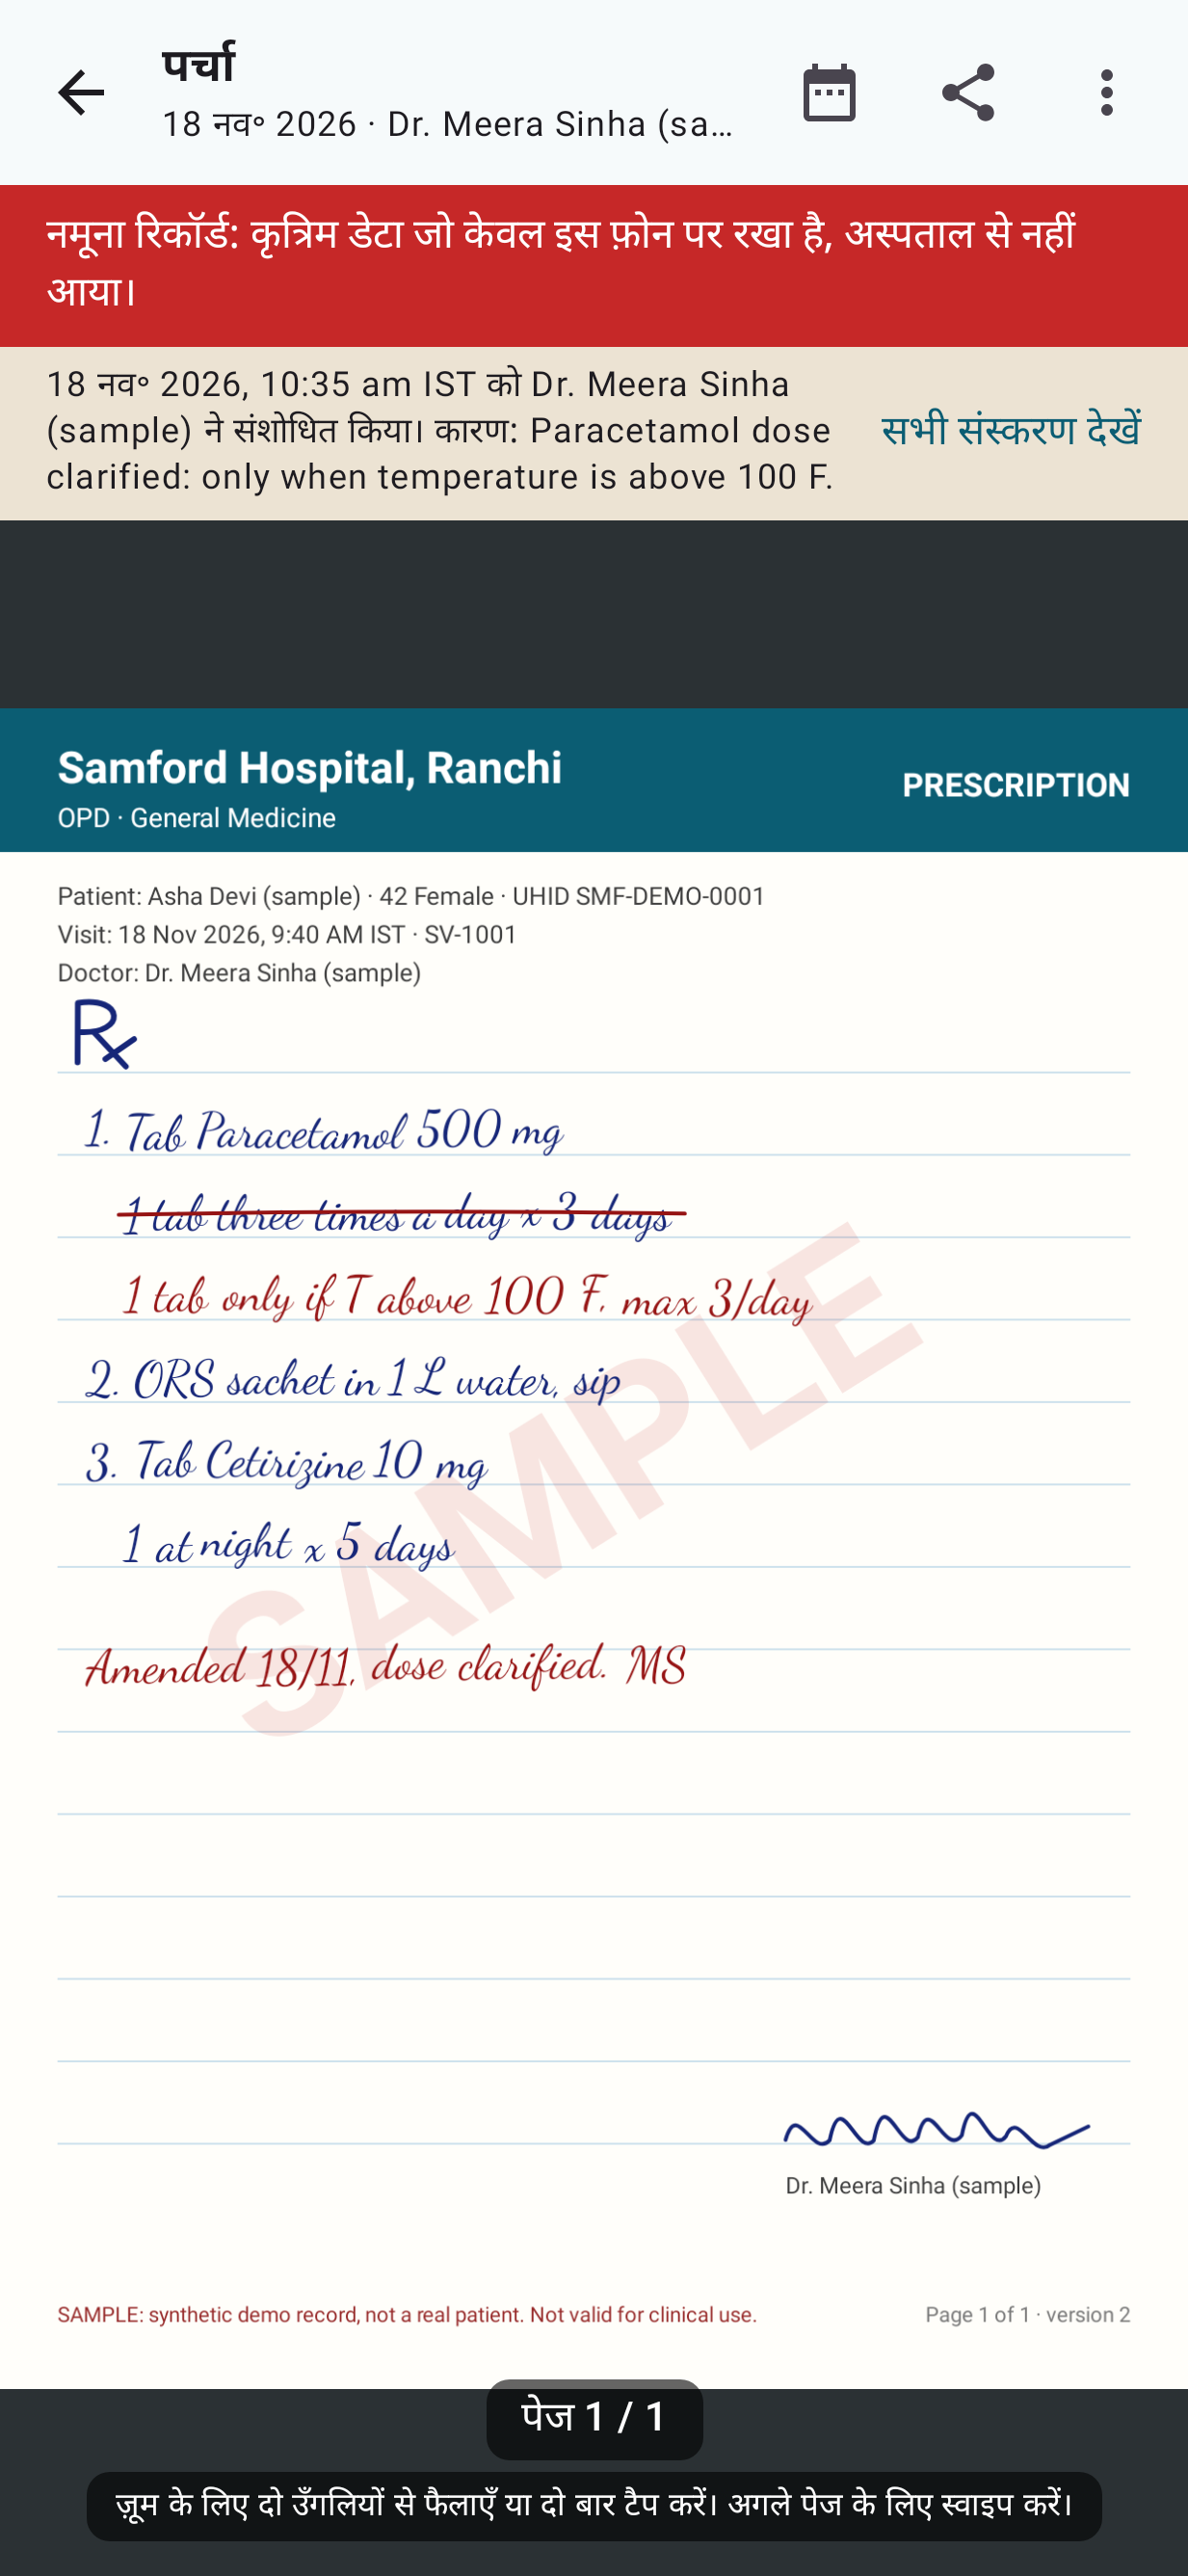 पर्चा
18 नव॰ 2026 · Dr. Meera Sinha (sa...
नमूना रिकॉर्ड: कृत्रिम डेटा जो केवल इस फ़ोन पर रखा है, अस्पताल से नहीं
आया।
18 नव॰ 2026, 10:35 am IST को Dr. Meera Sinha
(sample) ने संशोधित किया। कारण: Paracetamol dose
clarified: only when temperature is above 100 F.
सभी संस्करण देखें
Samford Hospital, Ranchi
OPD · General Medicine
PRESCRIPTION
Patient: Asha Devi (sample) · 42 Female · UHID SMF-DEMO-0001
Visit: 18 Nov 2026, 9:40 AM IST · SV-1001
Doctor: Dr. Meera Sinha (sample)
Rx
1. Tab Paracetamol 500 mg
1 tab three times a day x 3 days
1 tab only if T above 100 F, max 3/day
2. ORS sachet in 1 L water, sip
3. Tab Cetirizine 10 mg
1 at night x 5 days
Amended 18/11, dose clarified. MS
SAMPLE
Dr. Meera Sinha (sample)
SAMPLE: synthetic demo record, not a real patient. Not valid for clinical use.
Page 1 of 1 · version 2
पेज 1 / 1
ज़ूम के लिए दो उँगलियों से फैलाएँ या दो बार टैप करें। अगले पेज के लिए स्वाइप करें।